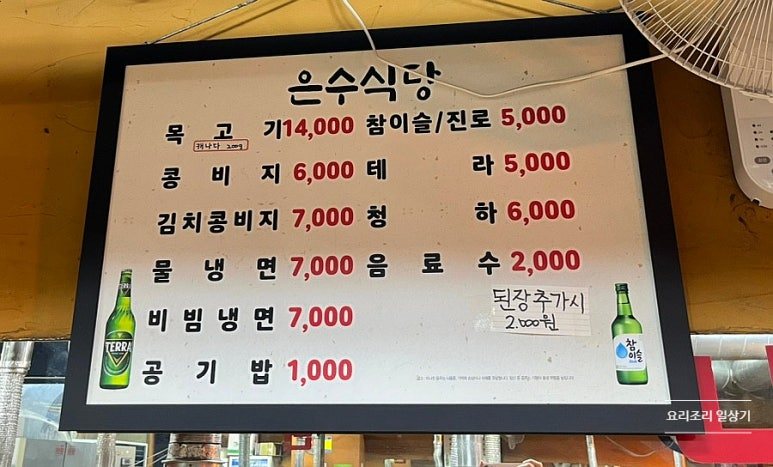 은수식당
목 고 기 14,000
캐나다 200g
콩 비 지 6,000
김치콩비지 7,000
물 냉 면 7,000
비 빔 냉 면 7,000
공 기 밥 1,000
참이슬/진로 5,000
테 라 5,000
청 하 6,000
음 료 수 2,000
된장추가시
2.000원
TERRA
참이슬
요리조리 일상기